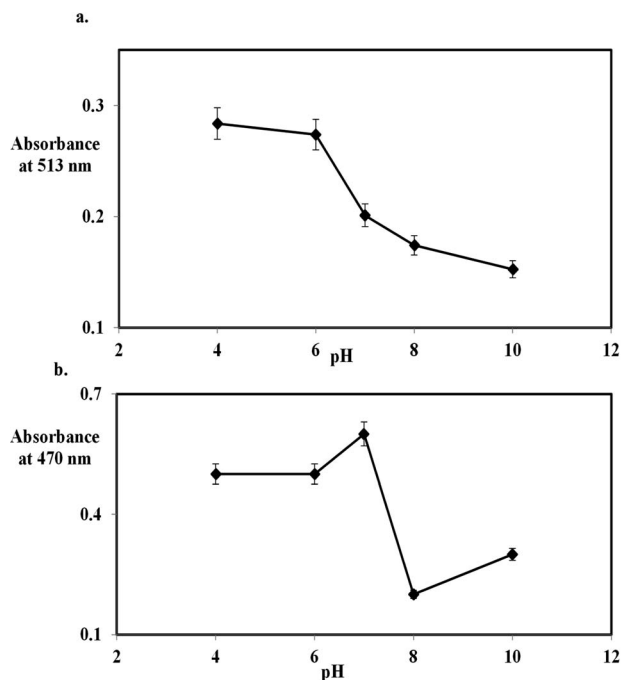 a.
0.3
Absorbance
at 513 nm
0.2
0.1
2 4 6 8 10 12
pH
b.
0.7
Absorbance
at 470 nm
0.4
0.1
2 4 6 8 10 12
pH